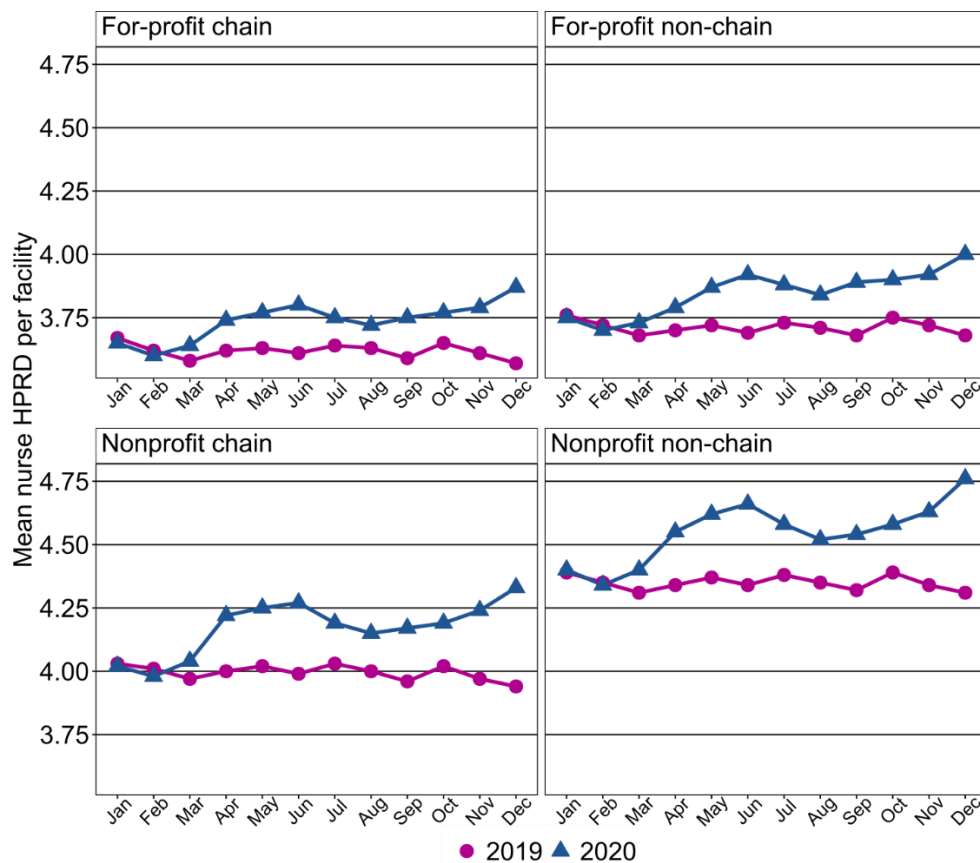 For-profit chain
For-profit non-chain
4.75
4.50
4.25
4.00
3.75
Jan Feb Mar Apr May Jun Jul Aug Sep Oct Nov Dec
Jan Feb Mar Apr May Jun Jul Aug Sep Oct Nov Dec
Mean nurse HPRD per facility
Nonprofit chain
Nonprofit non-chain
4.75
4.50
4.25
4.00
3.75
Jan Feb Mar Apr May Jun Jul Aug Sep Oct Nov Dec
Jan Feb Mar Apr May Jun Jul Aug Sep Oct Nov Dec
2019 2020